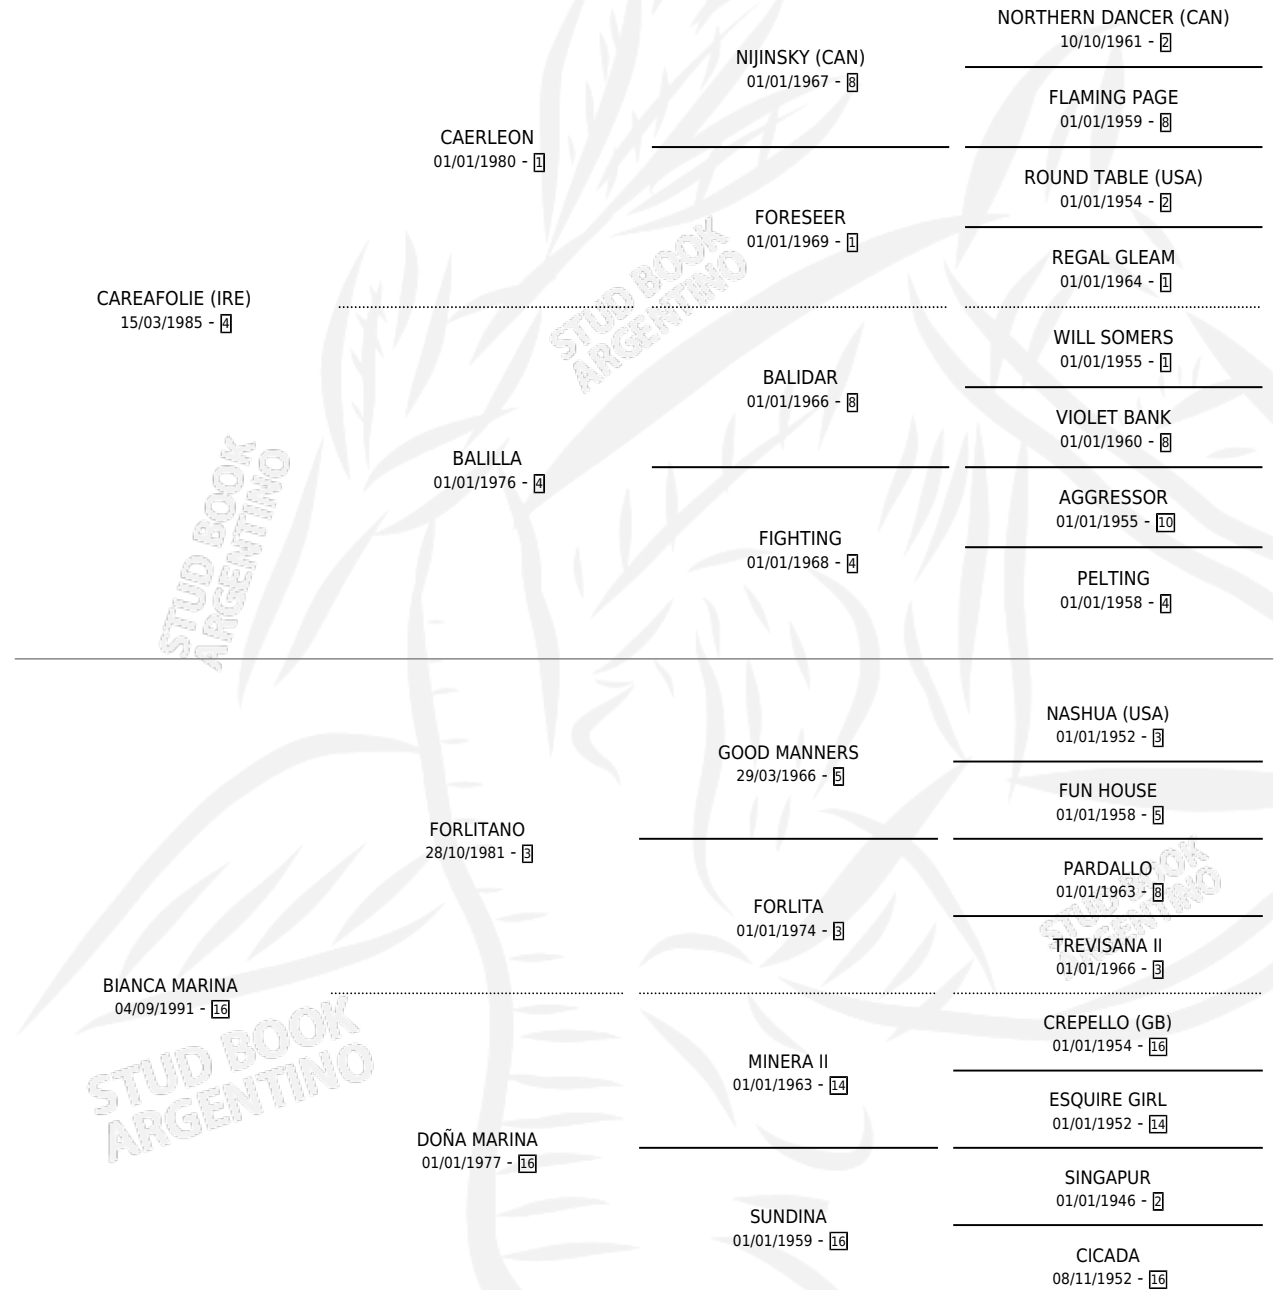 NORTHERN DANCER (CAN)
10/10/1961 - 2
NIJINSKY (CAN)
01/01/1967 - 8
FLAMING PAGE
01/01/1959 - 8
CAERLEON
01/01/1980 - 1
ROUND TABLE (USA)
01/01/1954 - 2
FORESEER
01/01/1969 - 1
REGAL GLEAM
01/01/1964 - 1
CAREAFOLIE (IRE)
15/03/1985 - 4
STUD BOOK
ARGENTINO
WILL SOMERS
01/01/1955 - 1
BALIDAR
01/01/1966 - 8
VIOLET BANK
01/01/1960 - 8
BALILLA
01/01/1976 - 4
AGGRESSOR
01/01/1955 - 10
FIGHTING
01/01/1968 - 4
PELTING
01/01/1958 - 4
STUD BOOK
ARGENTINO
NASHUA (USA)
01/01/1952 - 3
GOOD MANNERS
29/03/1966 - 5
FUN HOUSE
01/01/1958 - 5
FORLITANO
28/10/1981 - 3
PARDALLO
01/01/1963 - 8
FORLITA
01/01/1974 - 3
STUD BOOK
ARGENTINO
TREVISANA II
01/01/1966 - 3
BIANCA MARINA
04/09/1991 - 16
CREPELLO (GB)
01/01/1954 - 16
MINERA II
01/01/1963 - 14
STUD BOOK
ARGENTINO
ESQUIRE GIRL
01/01/1952 - 14
DOÑA MARINA
01/01/1977 - 16
SINGAPUR
01/01/1946 - 2
SUNDINA
01/01/1959 - 16
CICADA
08/11/1952 - 16